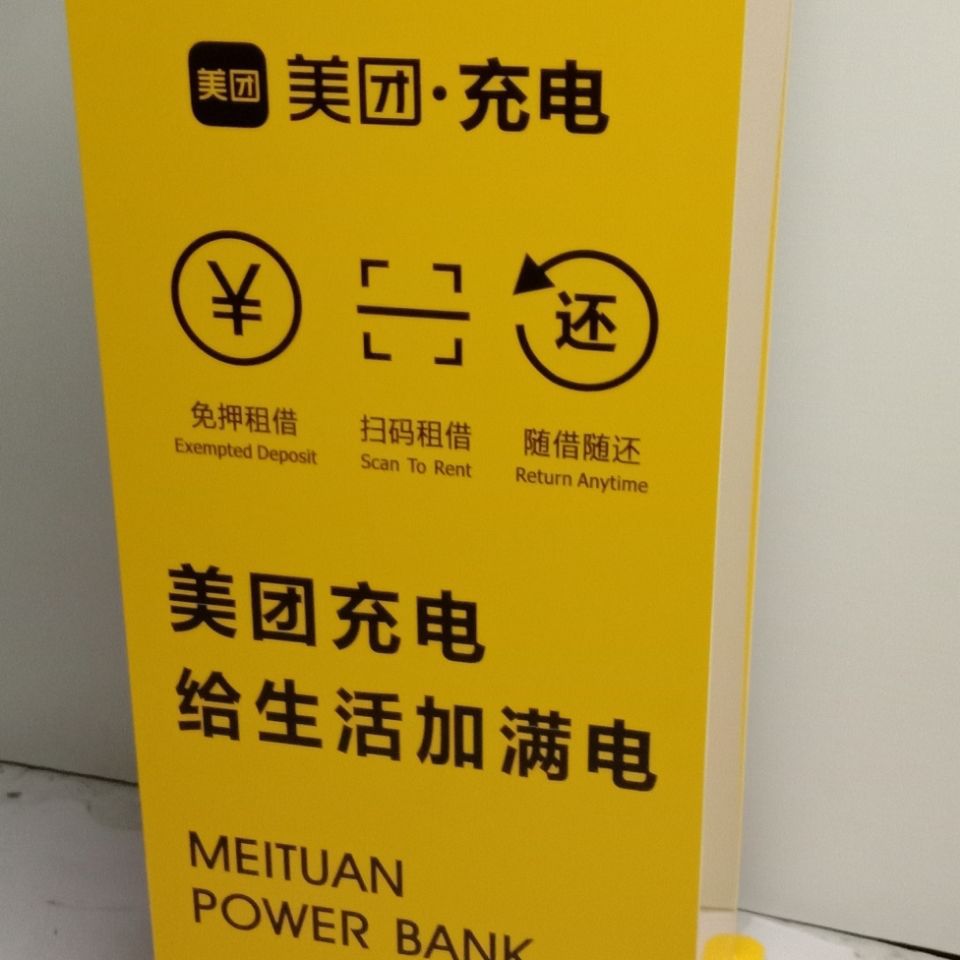 美团 美团·充电
¥ 还
免押租借 扫码租借 随借随还
Exempted Deposit Scan To Rent Return Anytime
美团充电
给生活加满电
MEITUAN
POWER BANK